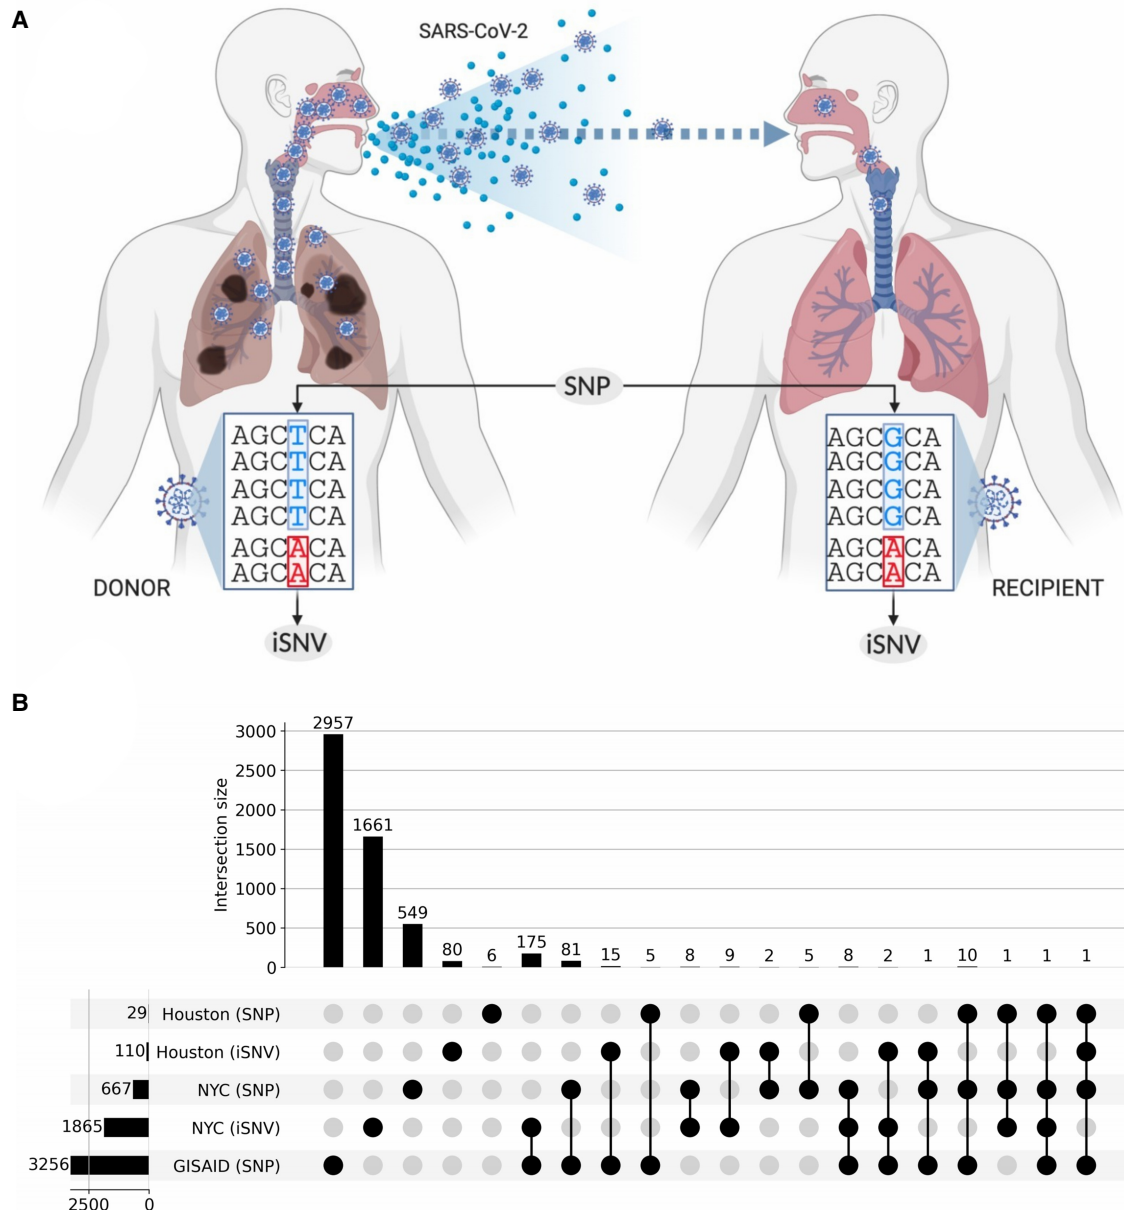 A
SARS-CoV-2
SNP
AGCTCA
AGCTCA
AGCTCA
AGCTCA
AGCACA
AGCACA
AGCGCA
AGCGCA
AGCGCA
AGCGCA
AGCACA
AGCACA
DONOR
RECIPIENT
iSNV
iSNV
B
Intersection size
3000
2500
2000
1500
1000
500
0
2957
1661
549
80
6
175
81
15
5
8
9
2
5
8
2
1
10
1
1
1
29 Houston (SNP)
110 Houston (iSNV)
667 NYC (SNP)
1865 NYC (iSNV)
3256 GISAID (SNP)
2500 0